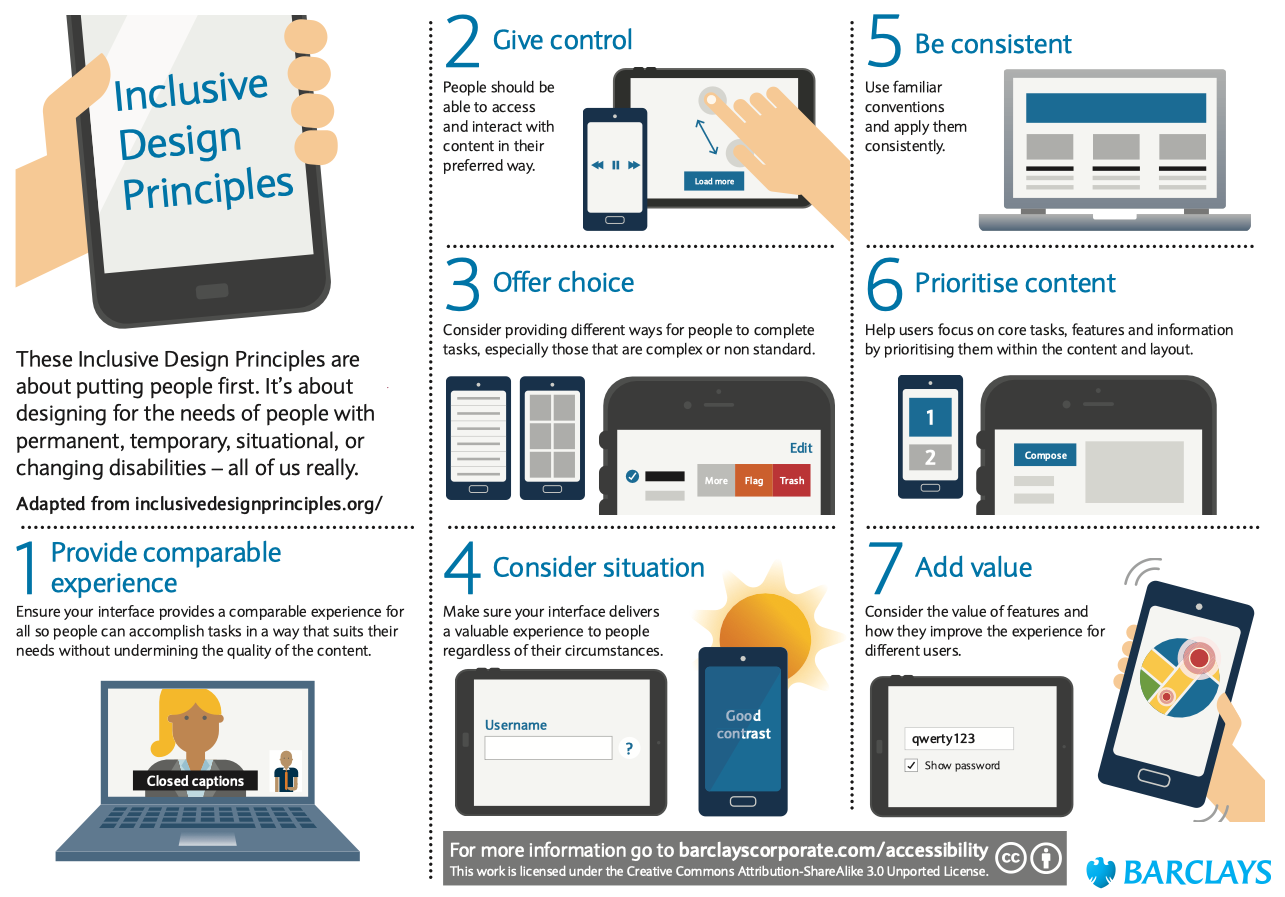 Inclusive
Design
Principles
These Inclusive Design Principles are
about putting people first. It's about
designing for the needs of people with
permanent, temporary, situational, or
changing disabilities – all of us really.
Adapted from inclusivedesignprinciples.org/
1 Provide comparable
experience
Ensure your interface provides a comparable experience for
all so people can accomplish tasks in a way that suits their
needs without undermining the quality of the content.
Closed captions
2 Give control
People should be
able to access
and interact with
content in their
preferred way.
Load more
3 Offer choice
Consider providing different ways for people to complete
tasks, especially those that are complex or non standard.
Edit
More Flag Trash
4 Consider situation
Make sure your interface delivers
a valuable experience to people
regardless of their circumstances.
Username
?
Good
contrast
5 Be consistent
Use familiar
conventions
and apply them
consistently.
6 Prioritise content
Help users focus on core tasks, features and information
by prioritising them within the content and layout.
1
2
Compose
7 Add value
Consider the value of features and
how they improve the experience for
different users.
qwerty123
Show password
For more information go to barclayscorporate.com/accessibility
This work is licensed under the Creative Commons Attribution-ShareAlike 3.0 Unported License.
cc
BARCLAYS